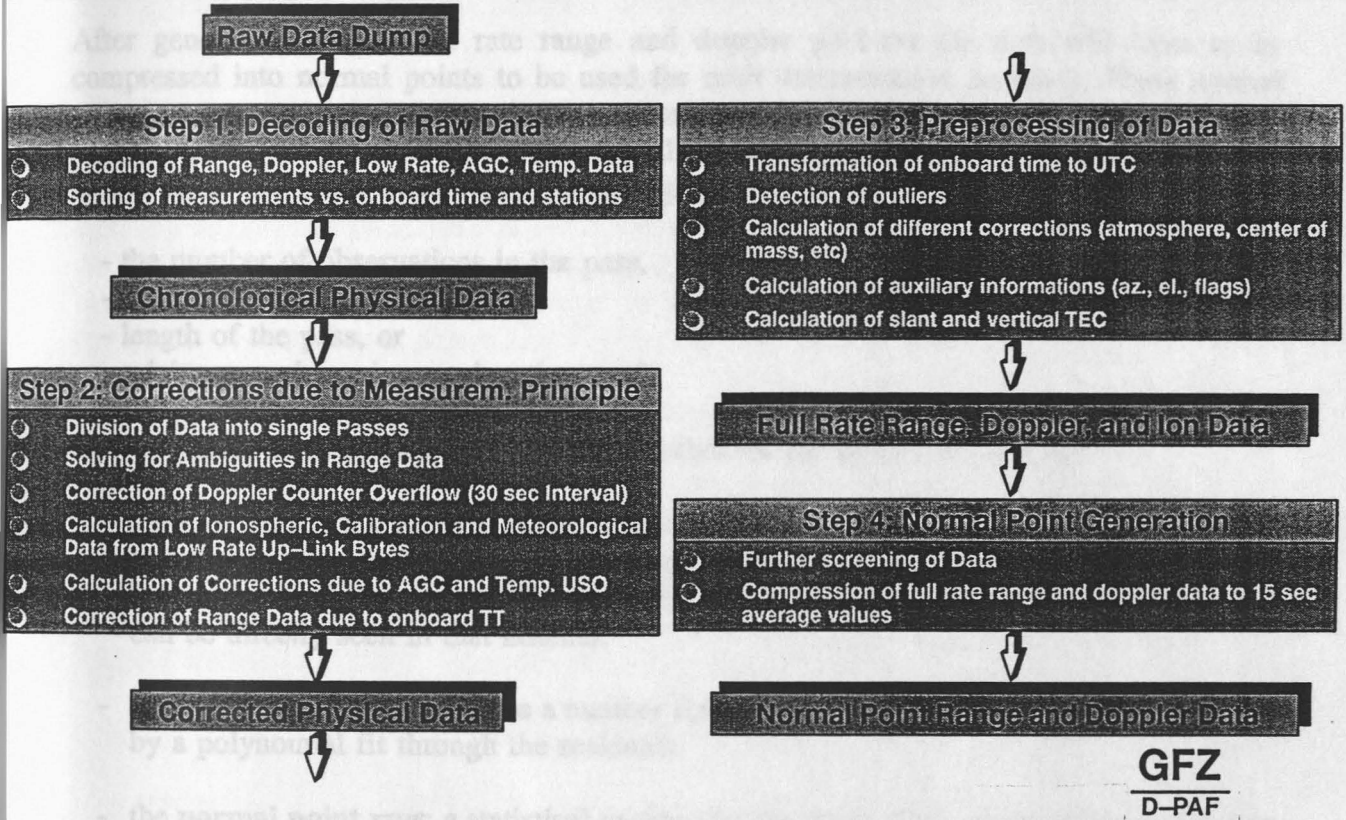 Raw Data Dump
Step 1: Decoding of Raw Data
Decoding of Range, Doppler, Low Rate, AGC, Temp. Data
Sorting of measurements vs. onboard time and stations
Chronological Physical Data
Step 2: Corrections due to Measurem. Principle
Division of Data into single Passes
Solving for Ambiguities in Range Data
Correction of Doppler Counter Overflow (30 sec Interval)
Calculation of Ionospheric, Calibration and Meteorological
Data from Low Rate Up–Link Bytes
Calculation of Corrections due to AGC and Temp. USO
Correction of Range Data due to onboard TT
Corrected Physical Data
Step 3: Preprocessing of Data
Transformation of onboard time to UTC
Detection of outliers
Calculation of different corrections (atmosphere, center of
mass, etc)
Calculation of auxiliary informations (az., el., flags)
Calculation of slant and vertical TEC
Full Rate Range, Doppler, and Ion Data
Step 4: Normal Point Generation
Further screening of Data
Compression of full rate range and doppler data to 15 sec
average values
Normal Point Range and Doppler Data
GFZ
D–PAF
After rate range and doppler
compressed into normal points to be used for
- the number of observations in the pass,
- length of the pass, or
by a polynomial fit through the residuals
- the normal point